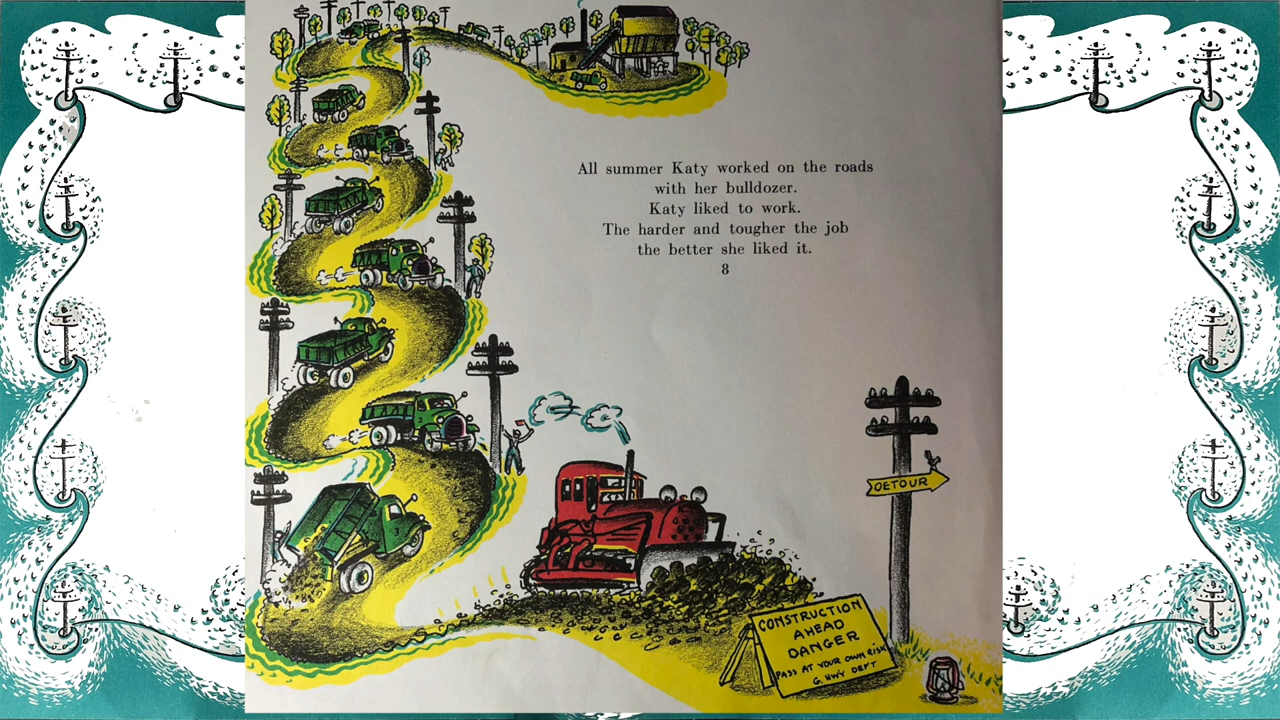 All summer Katy worked on the roads
with her bulldozer.
Katy liked to work.
The harder and tougher the job
the better she liked it.
8
DETOUR
CONSTRUCTION
AHEAD
DANGER
PASS AT YOUR OWN RISK
G. HWY DEP'T